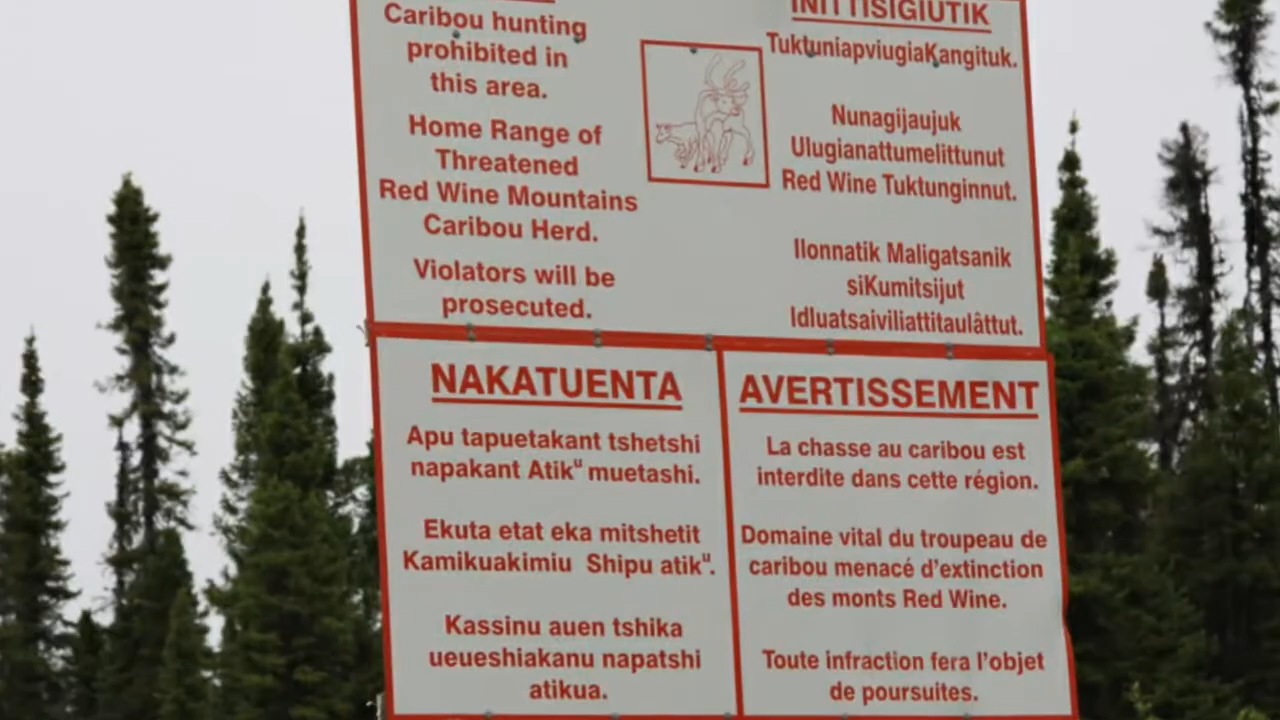 Caribou hunting
prohibited in
this area.
Home Range of
Threatened
Red Wine Mountains
Caribou Herd.
Violators will be
prosecuted.
INITTISIGIUTIK
TuktuniapviugiaKangituk.
Nunagijaujuk
Ulugianattumelittunut
Red Wine Tuktunginnut.
Ilonnatik Maligatsanik
siKumitsijut
Idluatsaiviliattitaulâttut.
NAKATUENTA
Apu tapuetakant tshetshi
napakant Atikᵘ muetashi.
Ekuta etat eka mitshetit
Kamikuakimiu Shipu atikᵘ.
Kassinu auen tshika
ueueshiakanu napatshi
atikua.
AVERTISSEMENT
La chasse au caribou est
interdite dans cette région.
Domaine vital du troupeau de
caribou menacé d'extinction
des monts Red Wine.
Toute infraction fera l'objet
de poursuites.